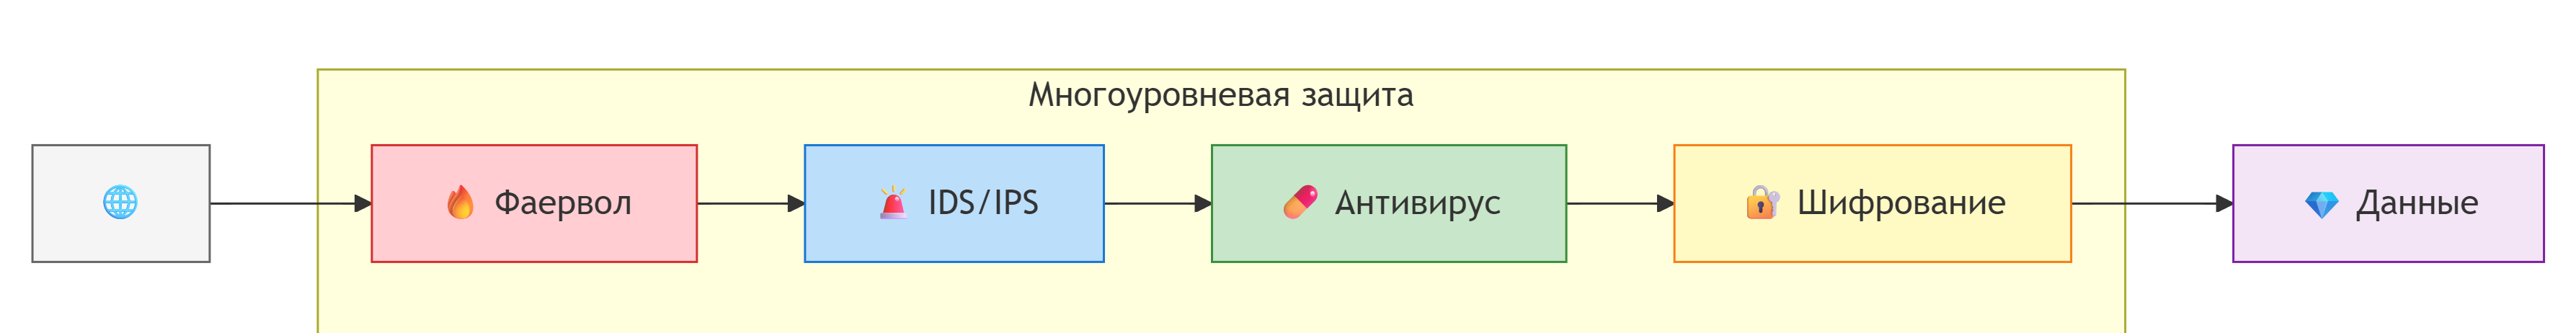 Многоуровневая защита
🌐
🔥 Фаервол
🚨 IDS/IPS
💊 Антивирус
🔐 Шифрование
💎 Данные